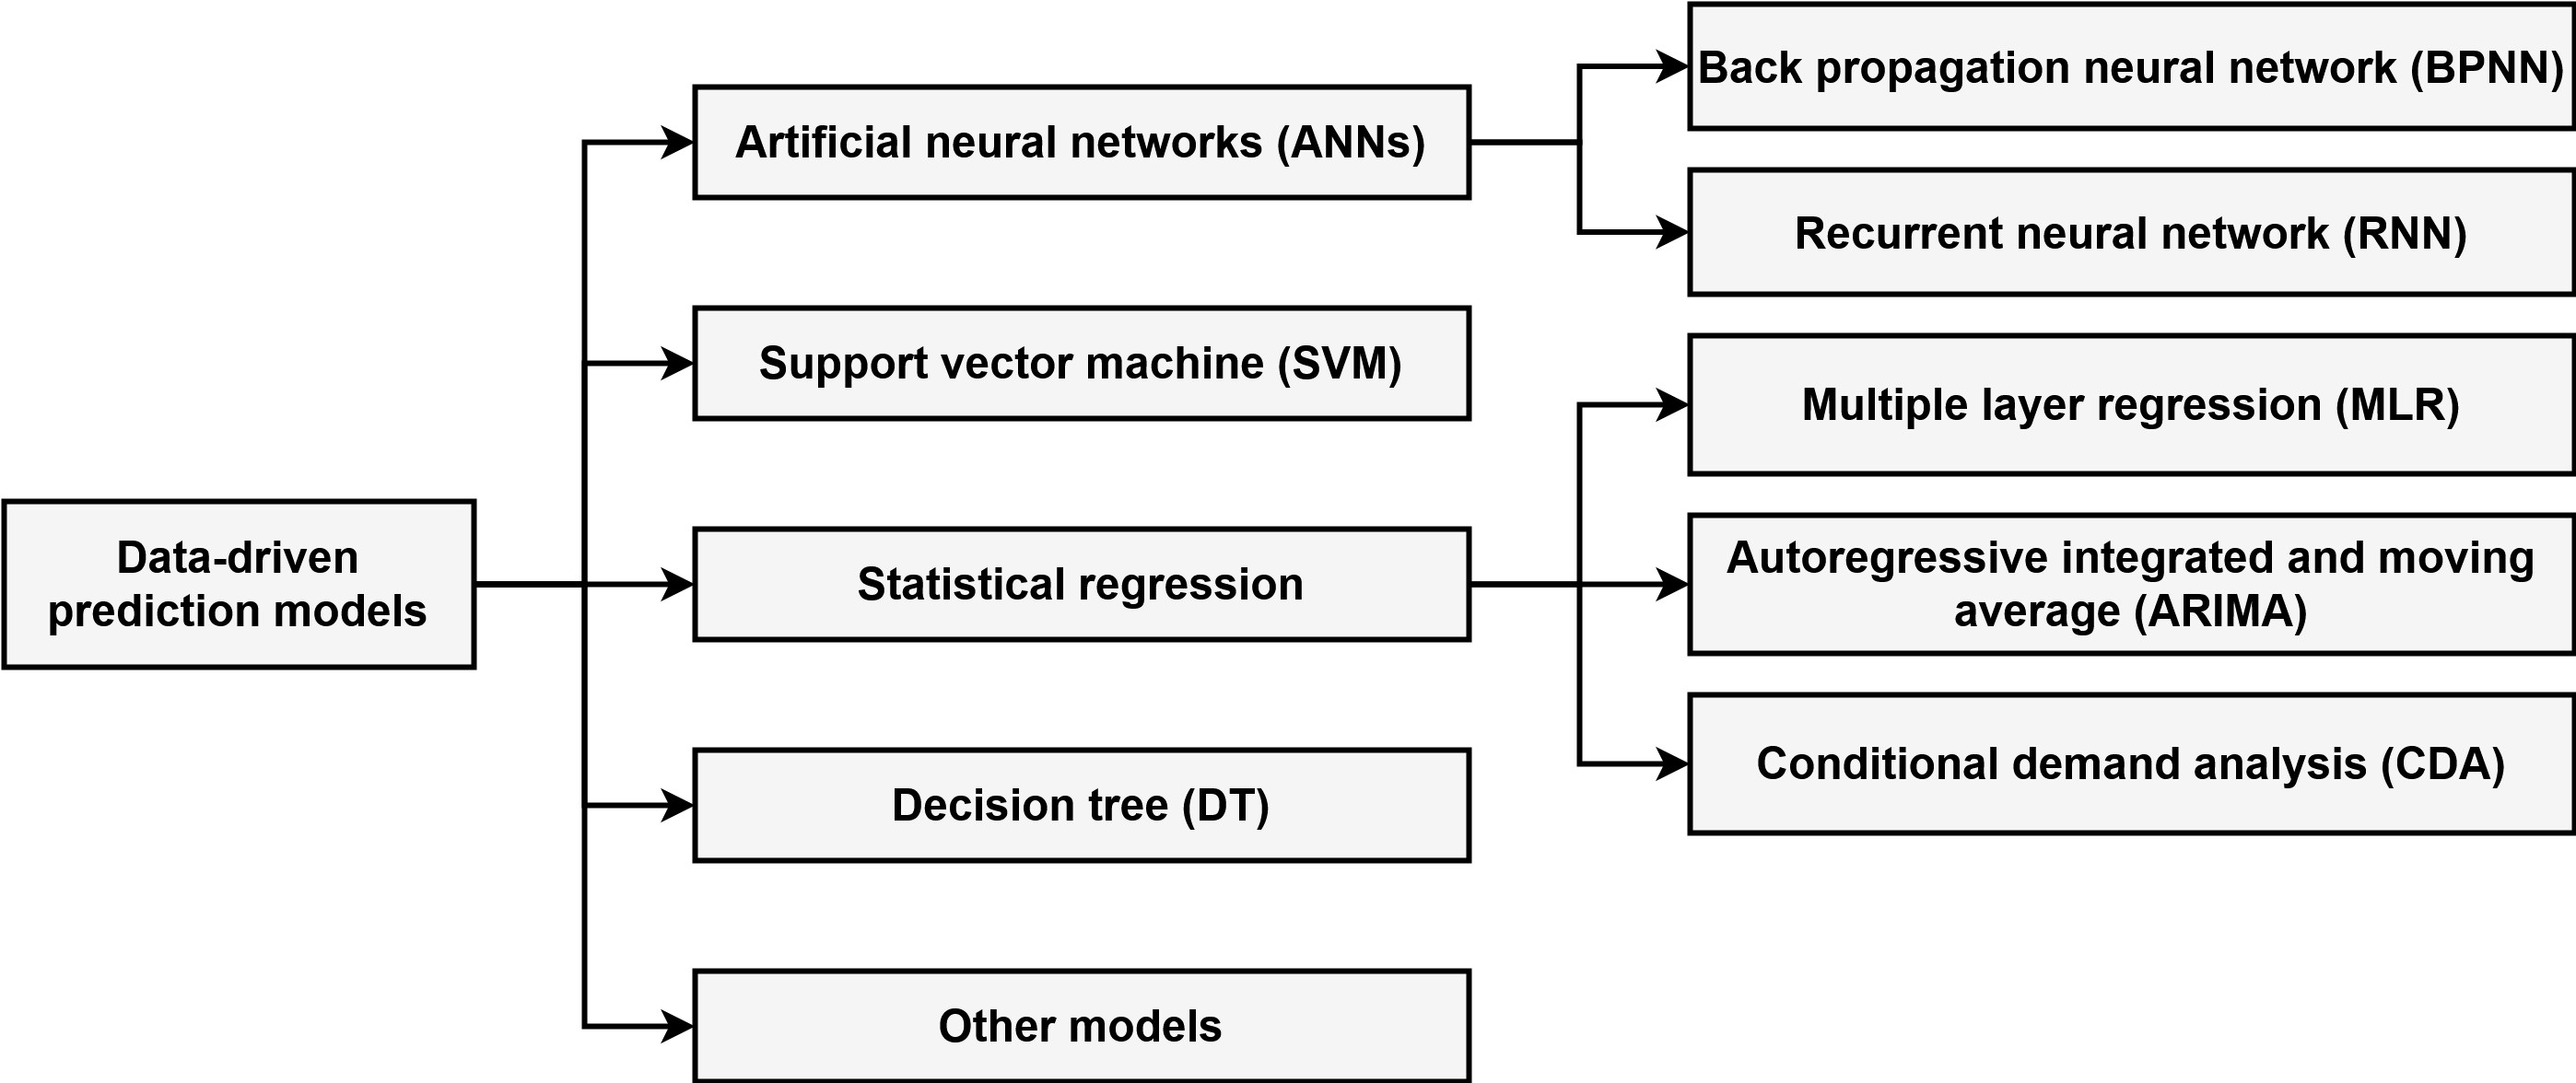 Data-driven
prediction models
Artificial neural networks (ANNs)
Support vector machine (SVM)
Statistical regression
Decision tree (DT)
Other models
Back propagation neural network (BPNN)
Recurrent neural network (RNN)
Multiple layer regression (MLR)
Autoregressive integrated and moving
average (ARIMA)
Conditional demand analysis (CDA)